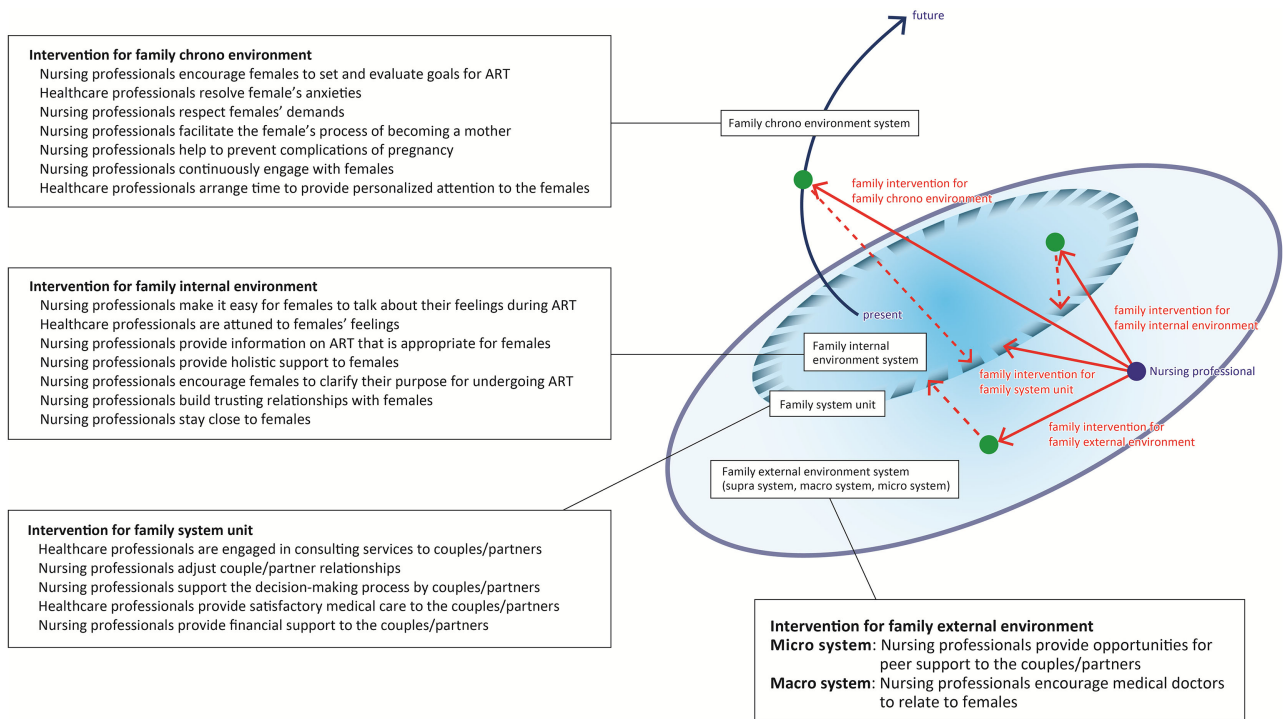 Intervention for family chrono environment
Nursing professionals encourage females to set and evaluate goals for ART
Healthcare professionals resolve female's anxieties
Nursing professionals respect females' demands
Nursing professionals facilitate the female's process of becoming a mother
Nursing professionals help to prevent complications of pregnancy
Nursing professionals continuously engage with females
Healthcare professionals arrange time to provide personalized attention to the females
Intervention for family internal environment
Nursing professionals make it easy for females to talk about their feelings during ART
Healthcare professionals are attuned to females' feelings
Nursing professionals provide information on ART that is appropriate for females
Nursing professionals provide holistic support to females
Nursing professionals encourage females to clarify their purpose for undergoing ART
Nursing professionals build trusting relationships with females
Nursing professionals stay close to females
Intervention for family system unit
Healthcare professionals are engaged in consulting services to couples/partners
Nursing professionals adjust couple/partner relationships
Nursing professionals support the decision-making process by couples/partners
Healthcare professionals provide satisfactory medical care to the couples/partners
Nursing professionals provide financial support to the couples/partners
future
Family chrono environment system
family intervention for
family chrono environment
present
family intervention for
family internal environment
Family internal
environment system
family intervention for
family system unit
Nursing professional
Family system unit
family intervention for
family external environment
Family external environment system
(supra system, macro system, micro system)
Intervention for family external environment
Micro system: Nursing professionals provide opportunities for
peer support to the couples/partners
Macro system: Nursing professionals encourage medical doctors
to relate to females